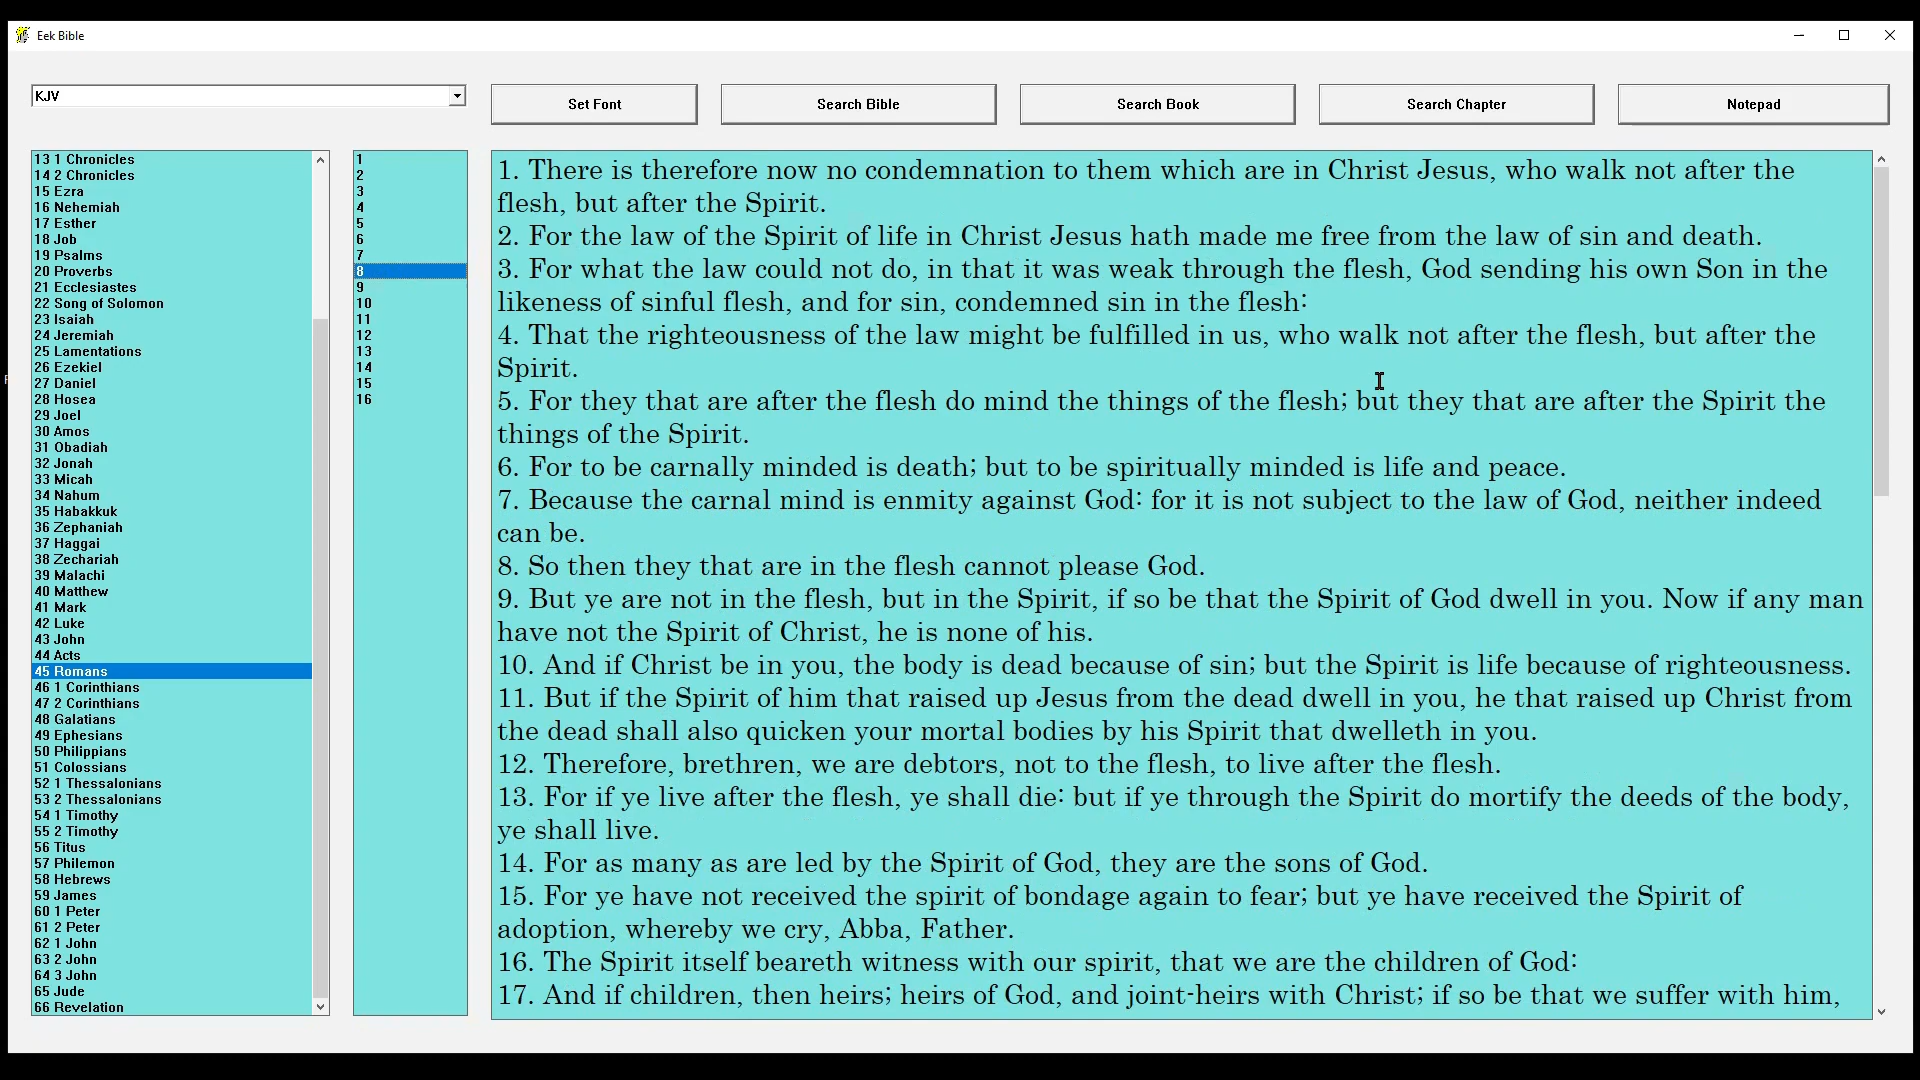 Eek Bible
KJV
Set Font
Search Bible
Search Book
Search Chapter
Notepad
13 1 Chronicles
14 2 Chronicles
15 Ezra
16 Nehemiah
17 Esther
18 Job
19 Psalms
20 Proverbs
21 Ecclesiastes
22 Song of Solomon
23 Isaiah
24 Jeremiah
25 Lamentations
26 Ezekiel
27 Daniel
28 Hosea
29 Joel
30 Amos
31 Obadiah
32 Jonah
33 Micah
34 Nahum
35 Habakkuk
36 Zephaniah
37 Haggai
38 Zechariah
39 Malachi
40 Matthew
41 Mark
42 Luke
43 John
44 Acts
45 Romans
46 1 Corinthians
47 2 Corinthians
48 Galatians
49 Ephesians
50 Philippians
51 Colossians
52 1 Thessalonians
53 2 Thessalonians
54 1 Timothy
55 2 Timothy
56 Titus
57 Philemon
58 Hebrews
59 James
60 1 Peter
61 2 Peter
62 1 John
63 2 John
64 3 John
65 Jude
66 Revelation
1
2
3
4
5
6
7
8
9
10
11
12
13
14
15
16
1. There is therefore now no condemnation to them which are in Christ Jesus, who walk not after the
flesh, but after the Spirit.
2. For the law of the Spirit of life in Christ Jesus hath made me free from the law of sin and death.
3. For what the law could not do, in that it was weak through the flesh, God sending his own Son in the
likeness of sinful flesh, and for sin, condemned sin in the flesh:
4. That the righteousness of the law might be fulfilled in us, who walk not after the flesh, but after the
Spirit.
5. For they that are after the flesh do mind the things of the flesh; but they that are after the Spirit the
things of the Spirit.
6. For to be carnally minded is death; but to be spiritually minded is life and peace.
7. Because the carnal mind is enmity against God: for it is not subject to the law of God, neither indeed
can be.
8. So then they that are in the flesh cannot please God.
9. But ye are not in the flesh, but in the Spirit, if so be that the Spirit of God dwell in you. Now if any man
have not the Spirit of Christ, he is none of his.
10. And if Christ be in you, the body is dead because of sin; but the Spirit is life because of righteousness.
11. But if the Spirit of him that raised up Jesus from the dead dwell in you, he that raised up Christ from
the dead shall also quicken your mortal bodies by his Spirit that dwelleth in you.
12. Therefore, brethren, we are debtors, not to the flesh, to live after the flesh.
13. For if ye live after the flesh, ye shall die: but if ye through the Spirit do mortify the deeds of the body,
ye shall live.
14. For as many as are led by the Spirit of God, they are the sons of God.
15. For ye have not received the spirit of bondage again to fear; but ye have received the Spirit of
adoption, whereby we cry, Abba, Father.
16. The Spirit itself beareth witness with our spirit, that we are the children of God:
17. And if children, then heirs; heirs of God, and joint-heirs with Christ; if so be that we suffer with him,